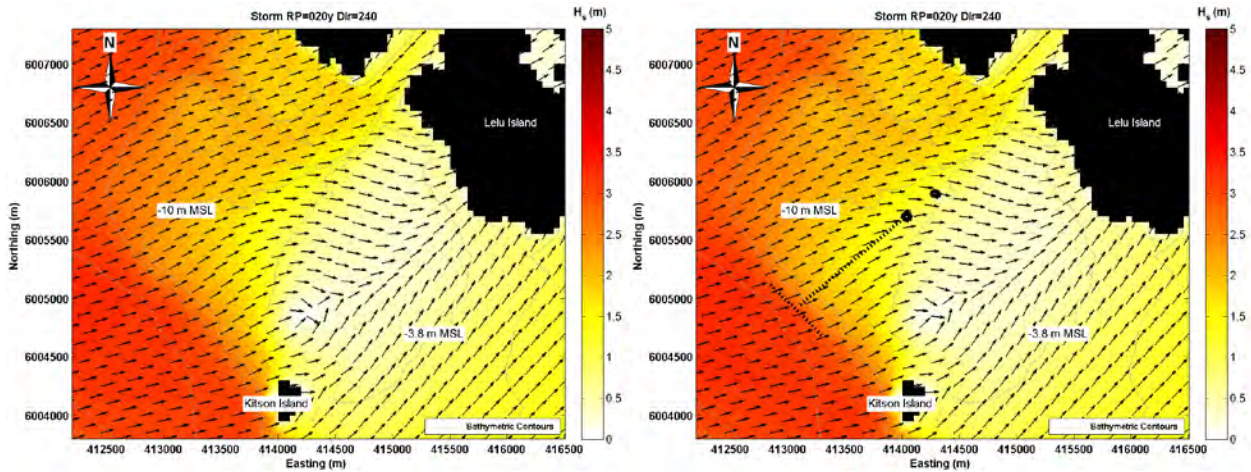 Storm RP=020y Dir=240
H_s (m)
N
6007000
6006500
6006000
6005500
6005000
6004500
6004000
Northing (m)
Lelu Island
-10 m MSL
-3.8 m MSL
Kitson Island
Bathymetric Contours
412500 413000 413500 414000 414500 415000 415500 416000 416500
Easting (m)
5
4.5
4
3.5
3
2.5
2
1.5
1
0.5
0
Storm RP=020y Dir=240
H_s (m)
N
6007000
6006500
6006000
6005500
6005000
6004500
6004000
Northing (m)
Lelu Island
-10 m MSL
-3.8 m MSL
Kitson Island
Bathymetric Contours
412500 413000 413500 414000 414500 415000 415500 416000 416500
Easting (m)
5
4.5
4
3.5
3
2.5
2
1.5
1
0.5
0